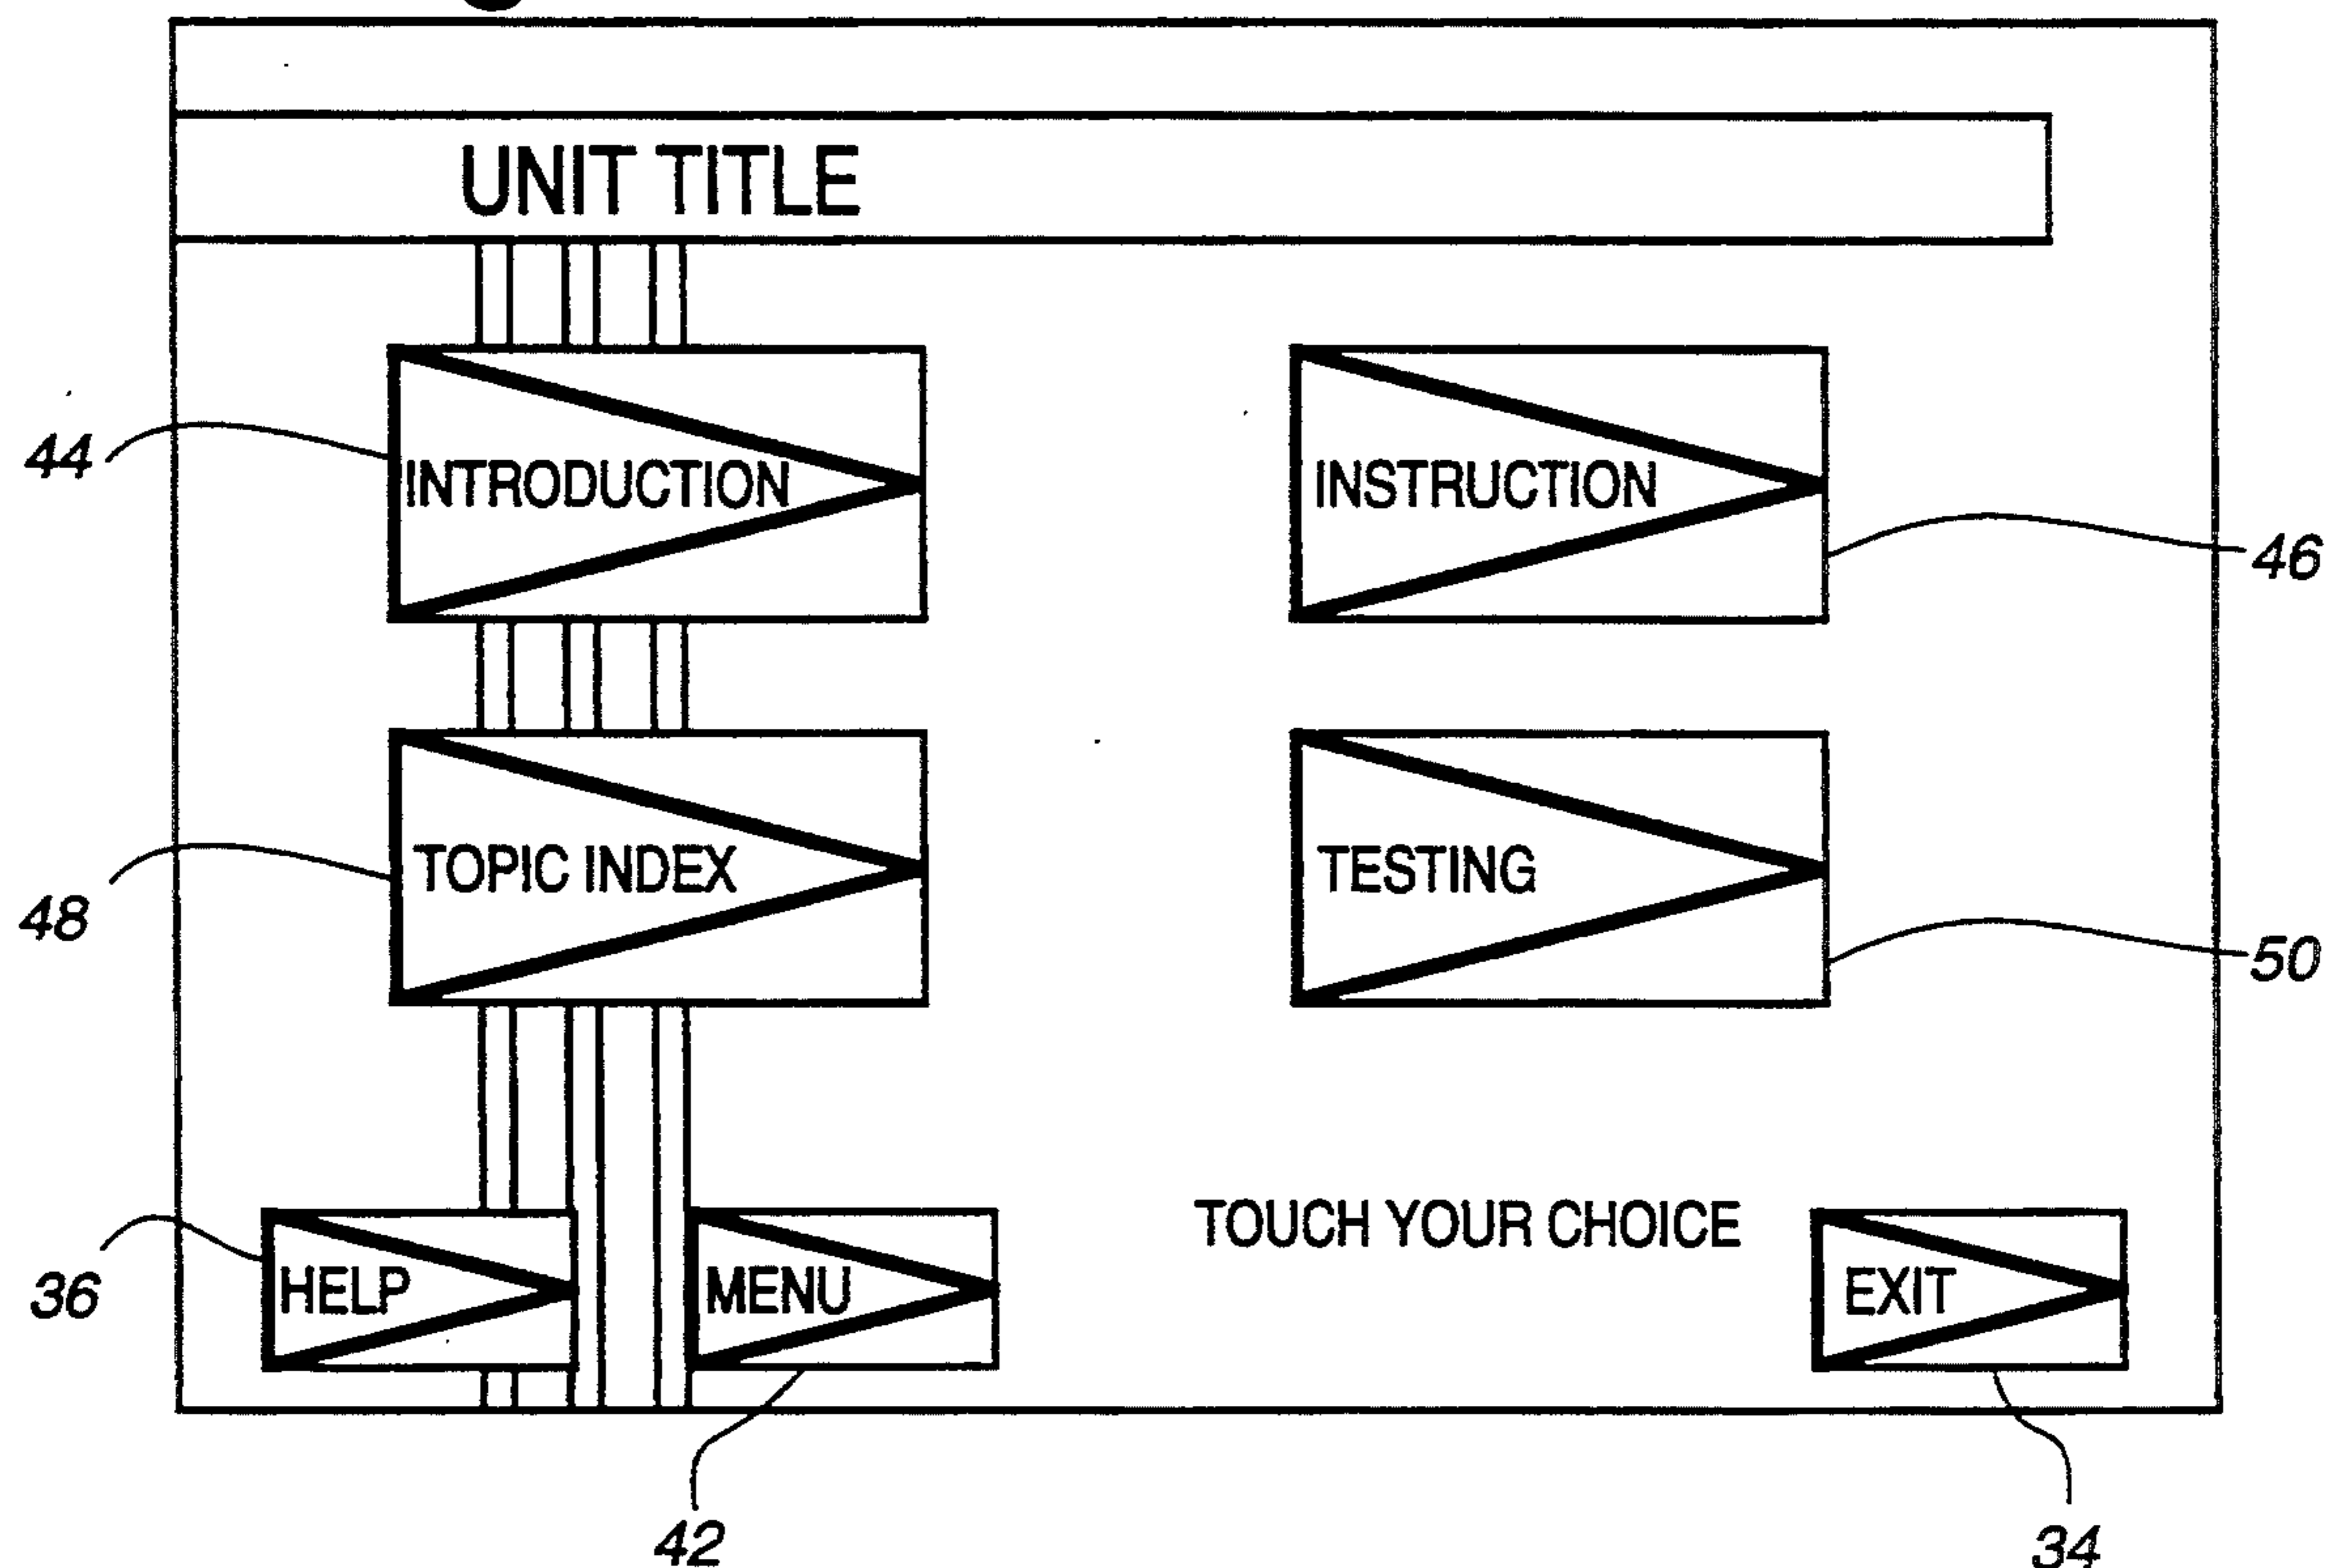 UNIT TITLE
44
INTRODUCTION
INSTRUCTION
46
48
TOPIC INDEX
TESTING
50
TOUCH YOUR CHOICE
36
HELP
MENU
EXIT
42
34